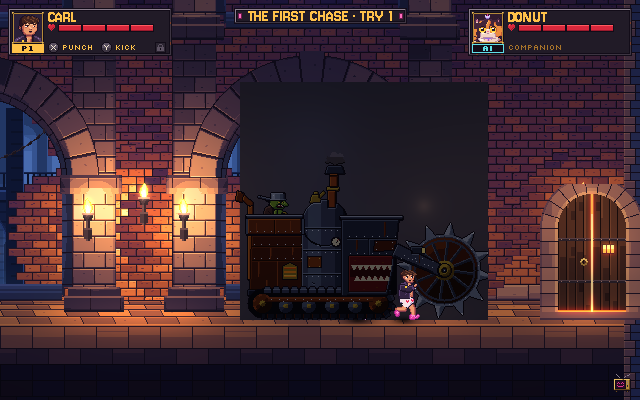 CARL
P1
X PUNCH Y KICK
THE FIRST CHASE · TRY 1
DONUT
AI
COMPANION